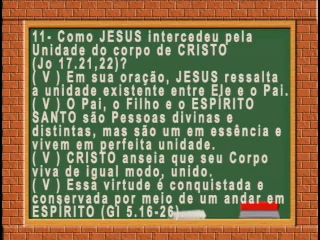 11- Como JESUS intercedeu pela
Unidade do corpo de CRISTO
(Jo 17.21,22)?
( V ) Em sua oração, JESUS ressalta
a unidade existente entre Ele e o Pai.
( V ) O Pai, o Filho e o ESPÍRITO
SANTO são Pessoas divinas e
distintas, mas são um em essência e
vivem em perfeita unidade.
( V ) CRISTO anseia que seu Corpo
viva de igual modo, unido.
( V ) Essa virtude é conquistada e
conservada por meio de um andar em
ESPÍRITO (Gl 5.16-26)